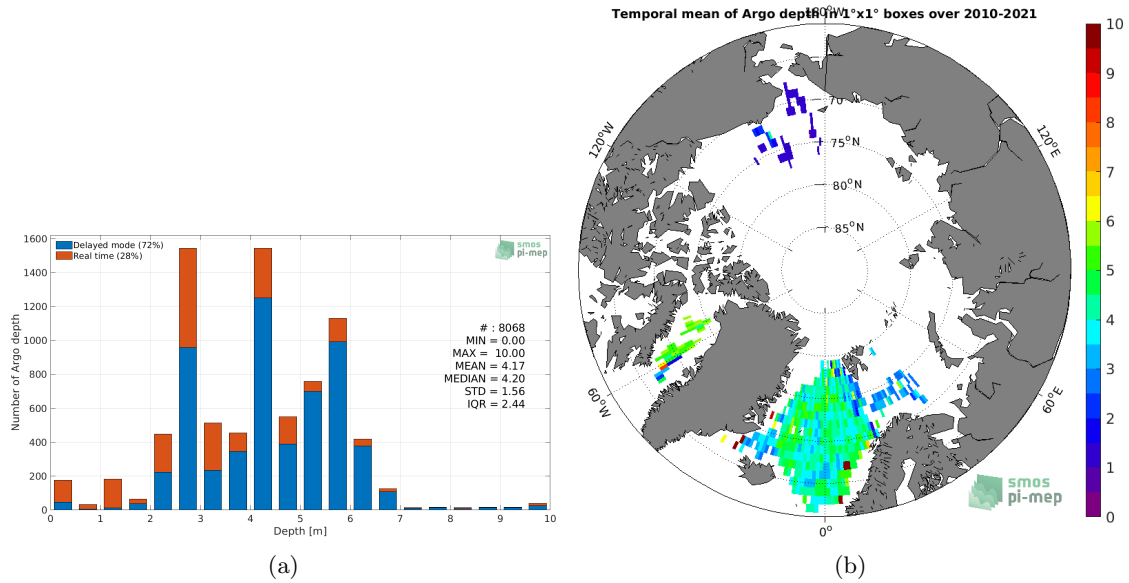 Temporal mean of Argo depth in 1°x1° boxes over 2010-2021
180°W
120°W
120°E
60°W
60°E
0°
70
75°N
80°N
85°N
10
9
8
7
6
5
4
3
2
1
0
smos
pi-mep
Delayed mode (72%)
Real time (28%)
smos
pi-mep
# : 8068
MIN = 0.00
MAX = 10.00
MEAN = 4.17
MEDIAN = 4.20
STD = 1.56
IQR = 2.44
Number of Argo depth
1600
1400
1200
1000
800
600
400
200
0
0 1 2 3 4 5 6 7 8 9 10
Depth [m]
(a)
(b)